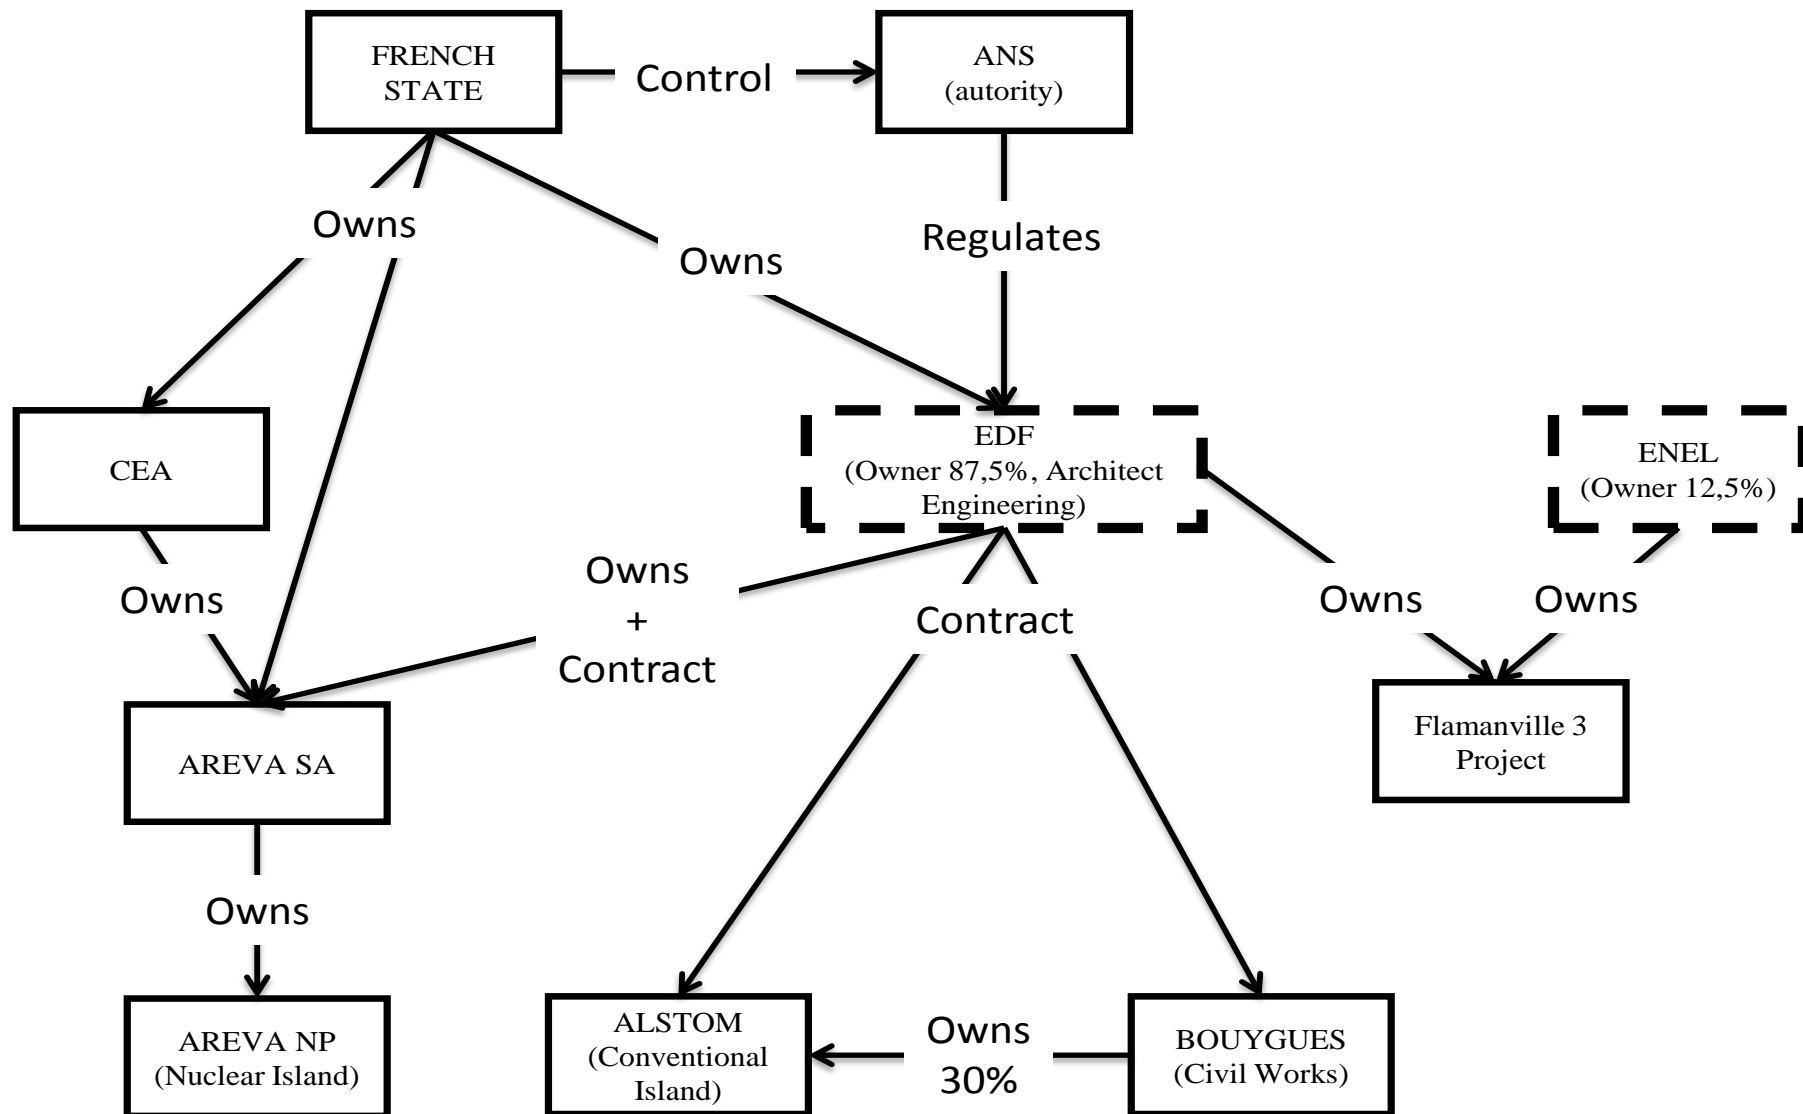 FRENCH
STATE
Control
ANS
(autority)
Owns
Owns
Regulates
CEA
EDF
(Owner 87,5%, Architect
Engineering)
ENEL
(Owner 12,5%)
Owns
Owns
+
Contract
Contract
Owns
Owns
AREVA SA
Flamanville 3
Project
Owns
AREVA NP
(Nuclear Island)
ALSTOM
(Conventional
Island)
Owns
30%
BOUYGUES
(Civil Works)